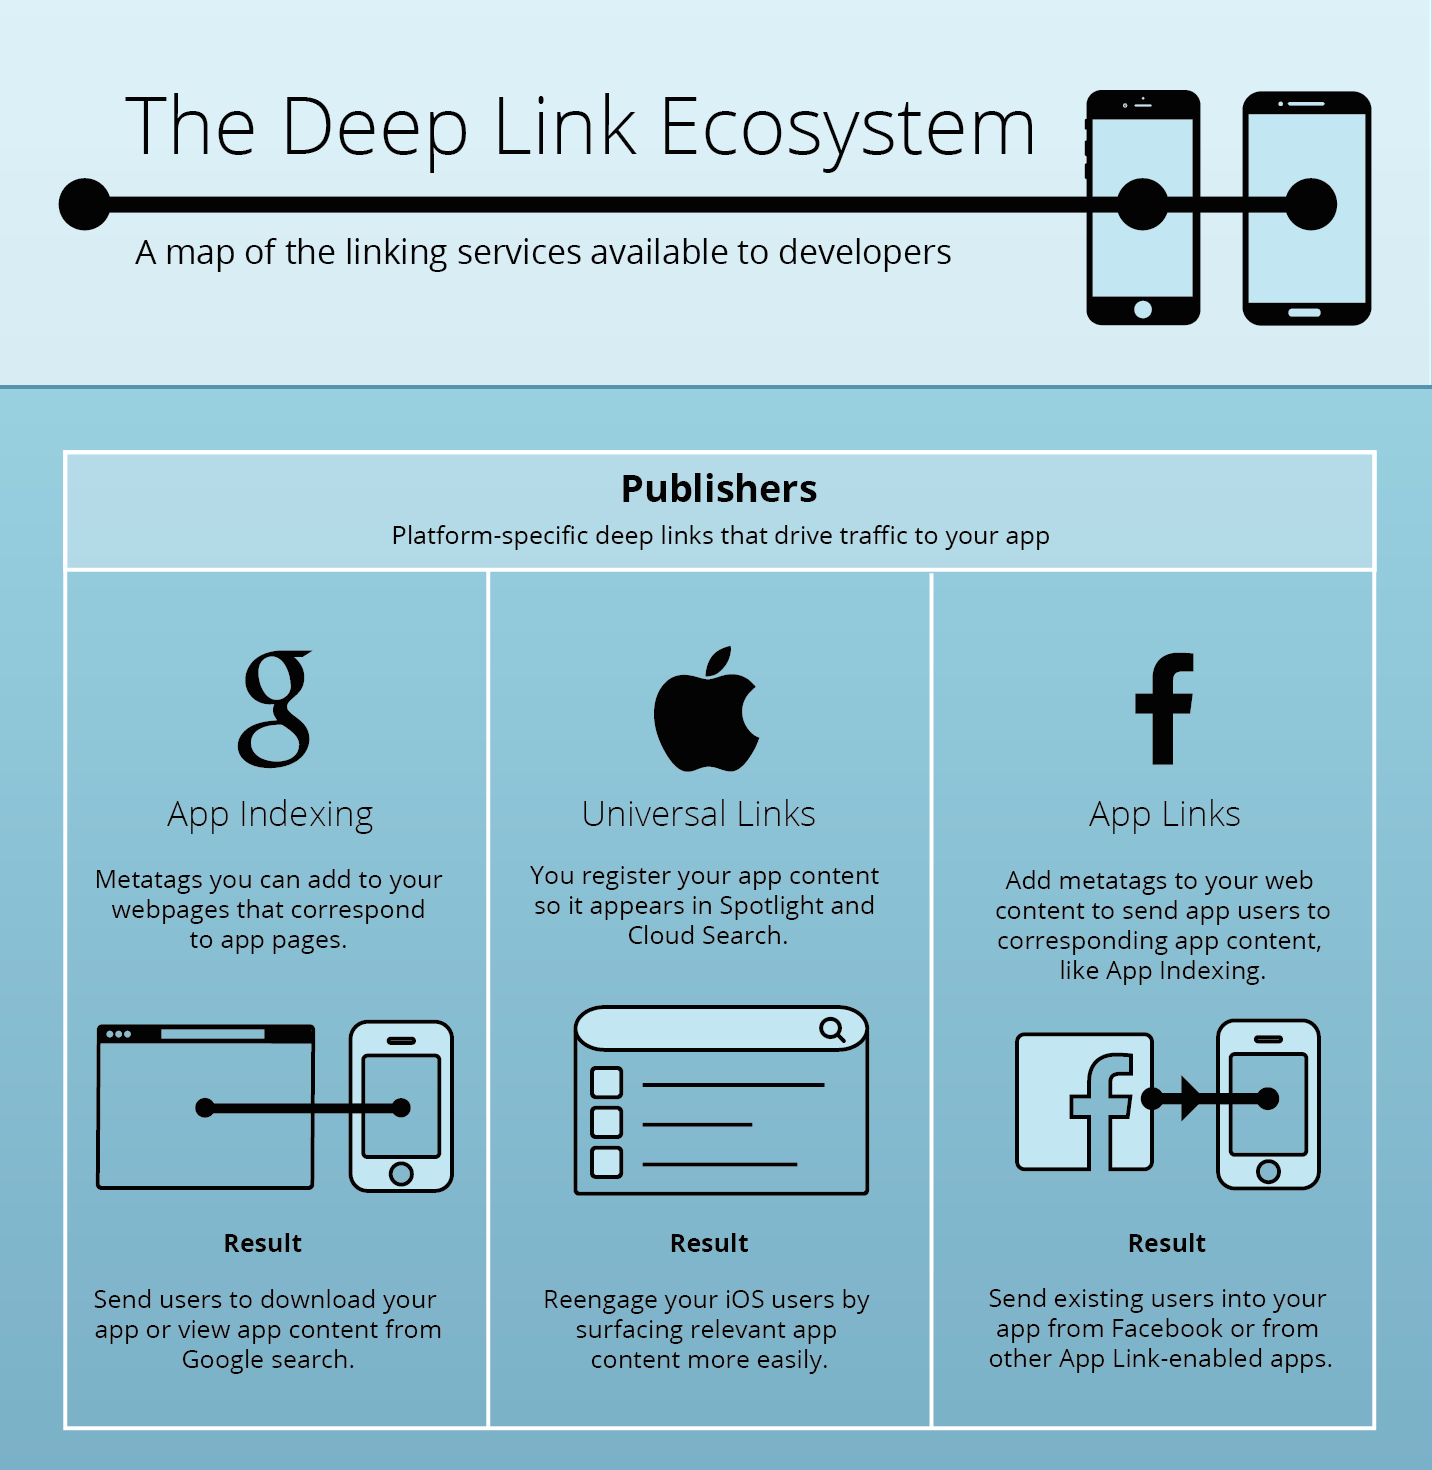 The Deep Link Ecosystem
A map of the linking services available to developers
Publishers
Platform-specific deep links that drive traffic to your app
g
App Indexing
Metatags you can add to your
webpages that correspond
to app pages.
Result
Send users to download your
app or view app content from
Google search.
Universal Links
You register your app content
so it appears in Spotlight and
Cloud Search.
Result
Reengage your iOS users by
surfacing relevant app
content more easily.
f
App Links
Add metatags to your web
content to send app users to
corresponding app content,
like App Indexing.
f
Result
Send existing users into your
app from Facebook or from
other App Link-enabled apps.